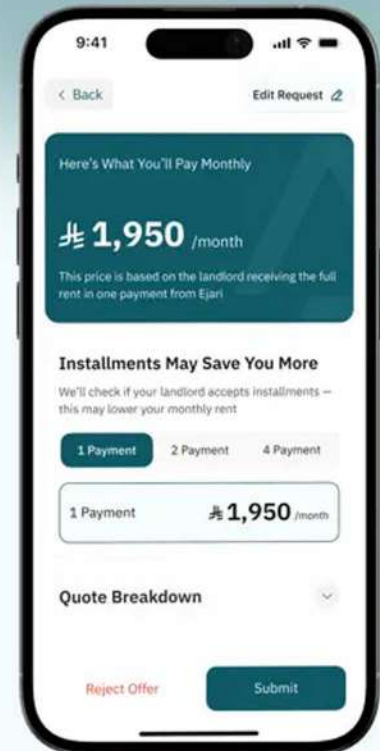 9:41
Back
Edit Request
Here's What You'll Pay Monthly
⃁ 1,950 /month
This price is based on the landlord receiving the full
rent in one payment from Ejari
Installments May Save You More
We'll check if your landlord accepts installments —
this may lower your monthly rent
1 Payment 2 Payment 4 Payment
1 Payment ⃁ 1,950 /month
Quote Breakdown
Reject Offer
Submit